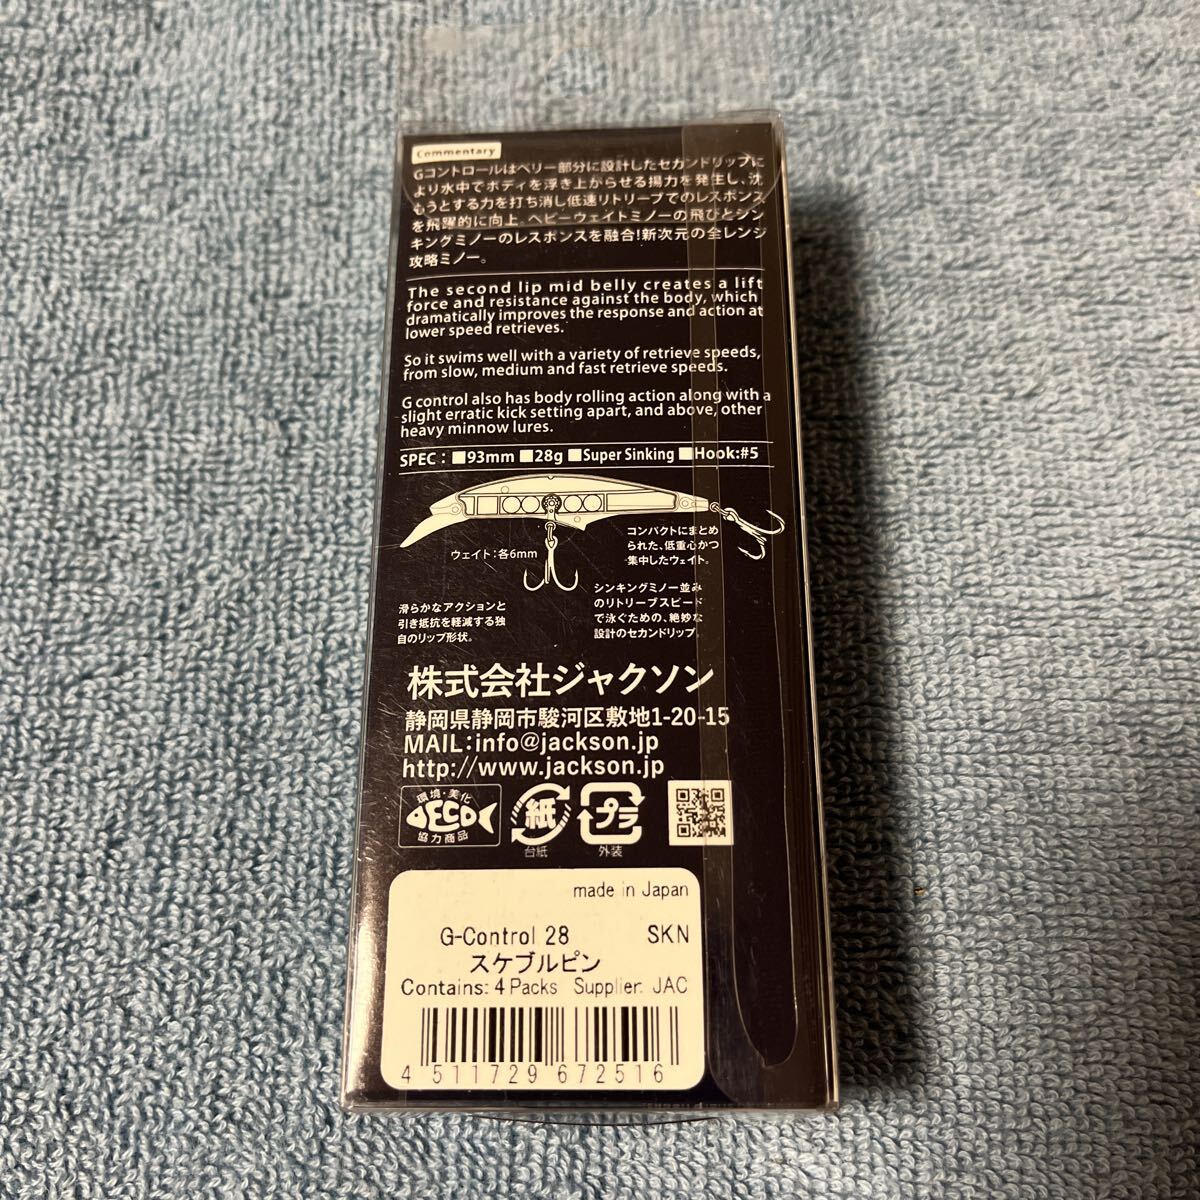 Commentary
Gコントロールはベリー部分に設計したセカンドリップに
より水中でボディを浮き上がらせる揚力を発生し、沈
もうとする力を打ち消し低速リトリーブでのレスポンス
を飛躍的に向上。ヘビーウェイトミノーの飛びとシン
キングミノーのレスポンスを融合!新次元の全レンジ
攻略ミノー。
The second lip mid belly creates a lift
force and resistance against the body, which
dramatically improves the response and action at
lower speed retrieves.
So it swims well with a variety of retrieve speeds,
from slow, medium and fast retrieve speeds.
G control also has body rolling action along with a
slight erratic kick setting apart, and above, other
heavy minnow lures.
SPEC : ■93mm ■28g ■Super Sinking ■Hook:#5
ウェイト:各6mm
コンパクトにまとめ
られた、低重心かつ
集中したウェイト。
滑らかなアクションと
引き抵抗を軽減する独
自のリップ形状。
シンキングミノー並み
のリトリーブスピード
で泳ぐための、絶妙な
設計のセカンドリップ。
株式会社ジャクソン
静岡県静岡市駿河区敷地1-20-15
MAIL:info@jackson.jp
http://www.jackson.jp
環境・美化
ECO
協力商品
紙
台紙
プラ
外装
made in Japan
G-Control 28 SKN
スケブルピン
Contains: 4 Packs Supplier: JAC
4 511729 672516